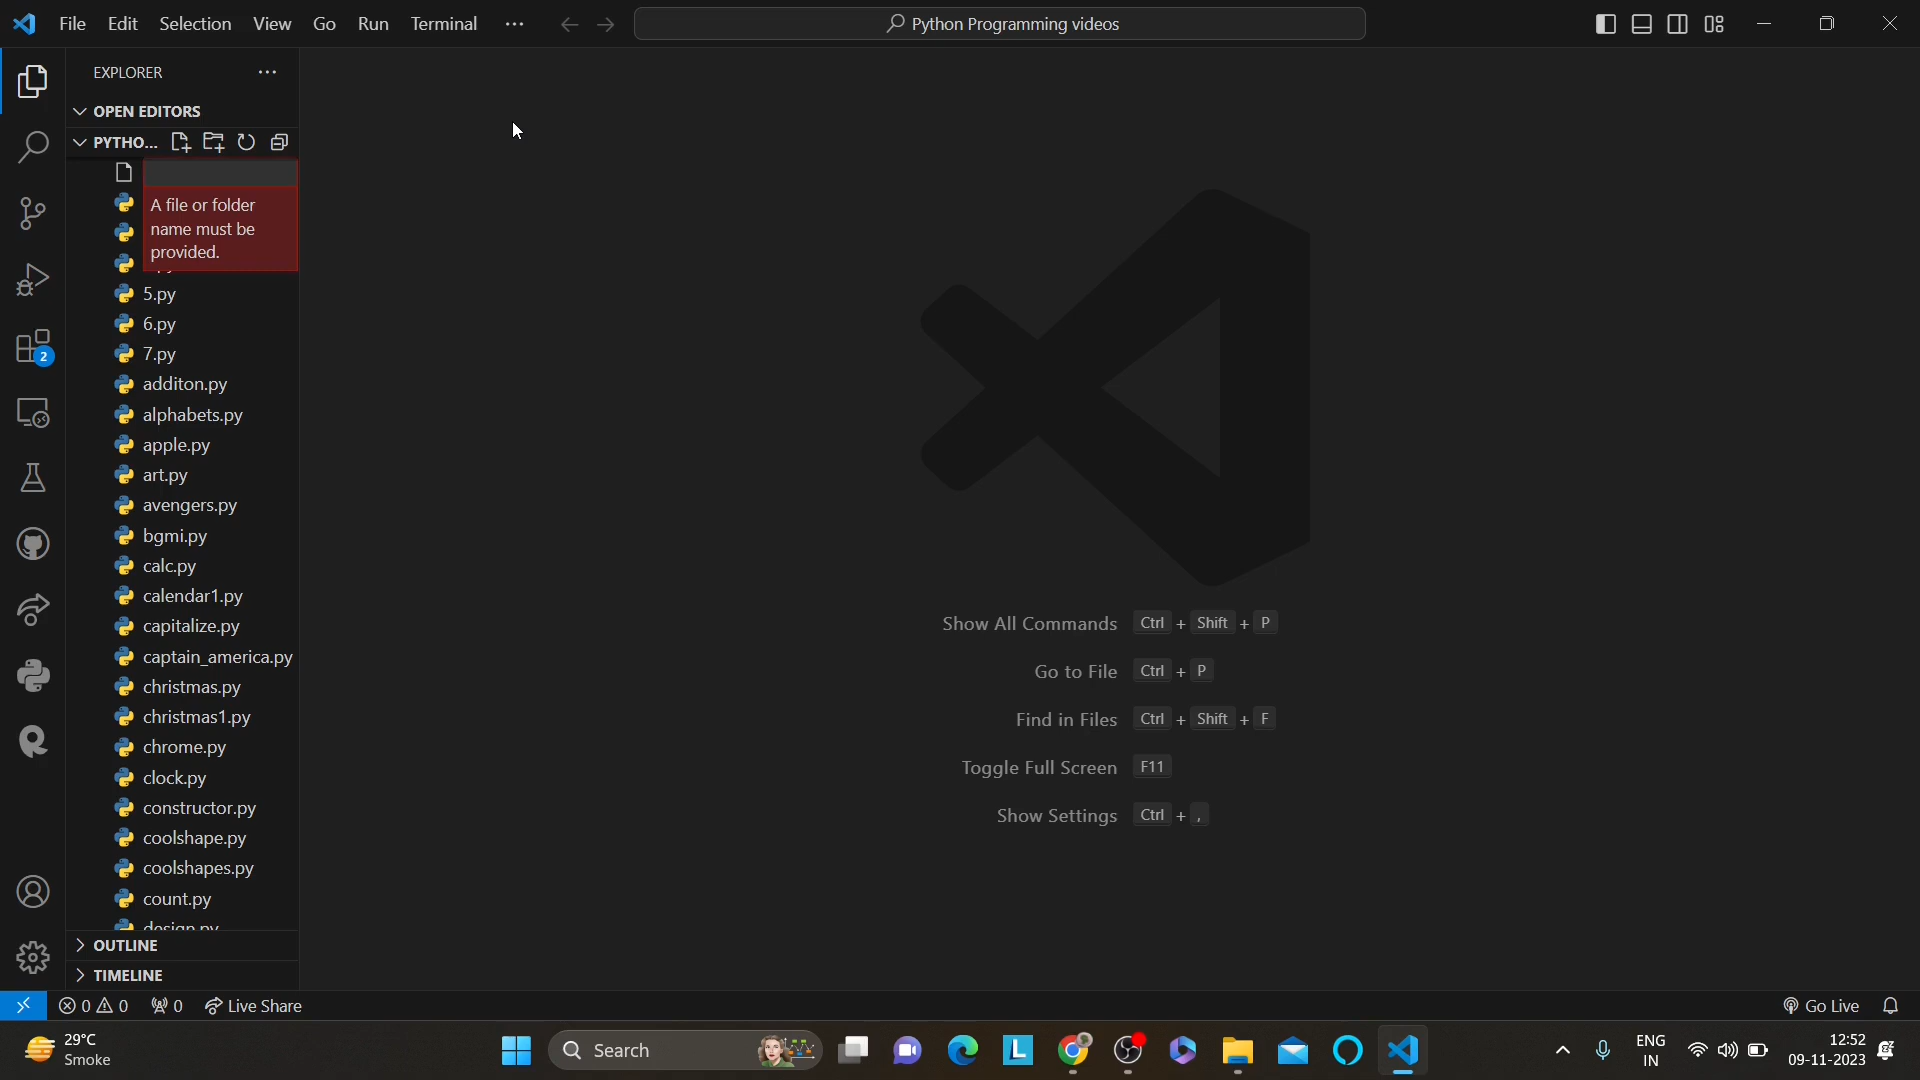 File Edit Selection View Go Run Terminal ···
Python Programming videos
EXPLORER
OPEN EDITORS
PYTHO...
A file or folder
name must be
provided.
5.py
6.py
7.py
additon.py
alphabets.py
apple.py
art.py
avengers.py
bgmi.py
calc.py
calendar1.py
capitalize.py
captain_america.py
christmas.py
christmas1.py
chrome.py
clock.py
constructor.py
coolshape.py
coolshapes.py
count.py
design.py
OUTLINE
TIMELINE
2
Show All Commands Ctrl + Shift + P
Go to File Ctrl + P
Find in Files Ctrl + Shift + F
Toggle Full Screen F11
Show Settings Ctrl + ,
0 0 0 Live Share
Go Live
29°C
Smoke
Search
L
ENG
IN
12:52
09-11-2023